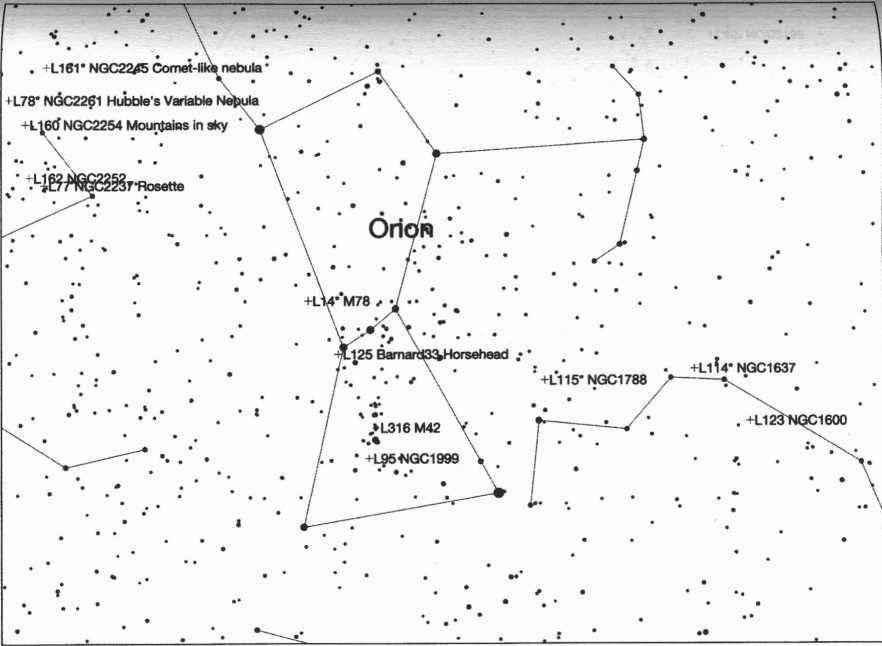 +L161* NGC2245 Comet-like nebula
+L78* NGC2261 Hubble's Variable Nebula
+L160 NGC2254 Mountains in sky
+L162 NGC2252
+L77 NGC2237* Rosette
Orion
+L14* M78
+L125 Barnard33 Horsehead
+L115* NGC1788
+L114* NGC1637
+L123 NGC1600
L316 M42
+L95 NGC1999